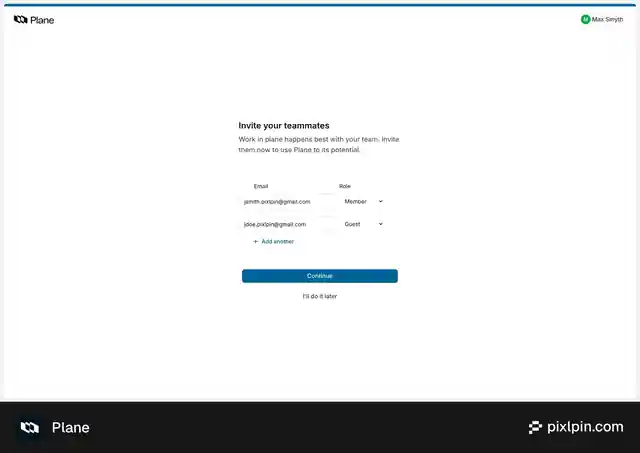 Plane
M Max Smyth
Invite your teammates
Work in plane happens best with your team. Invite
them now to use Plane to its potential.
Email Role
jsmith.pixlpin@gmail.com Member
jdoe.pixlpin@gmail.com Guest
+ Add another
Continue
I'll do it later
Plane
pixlpin.com